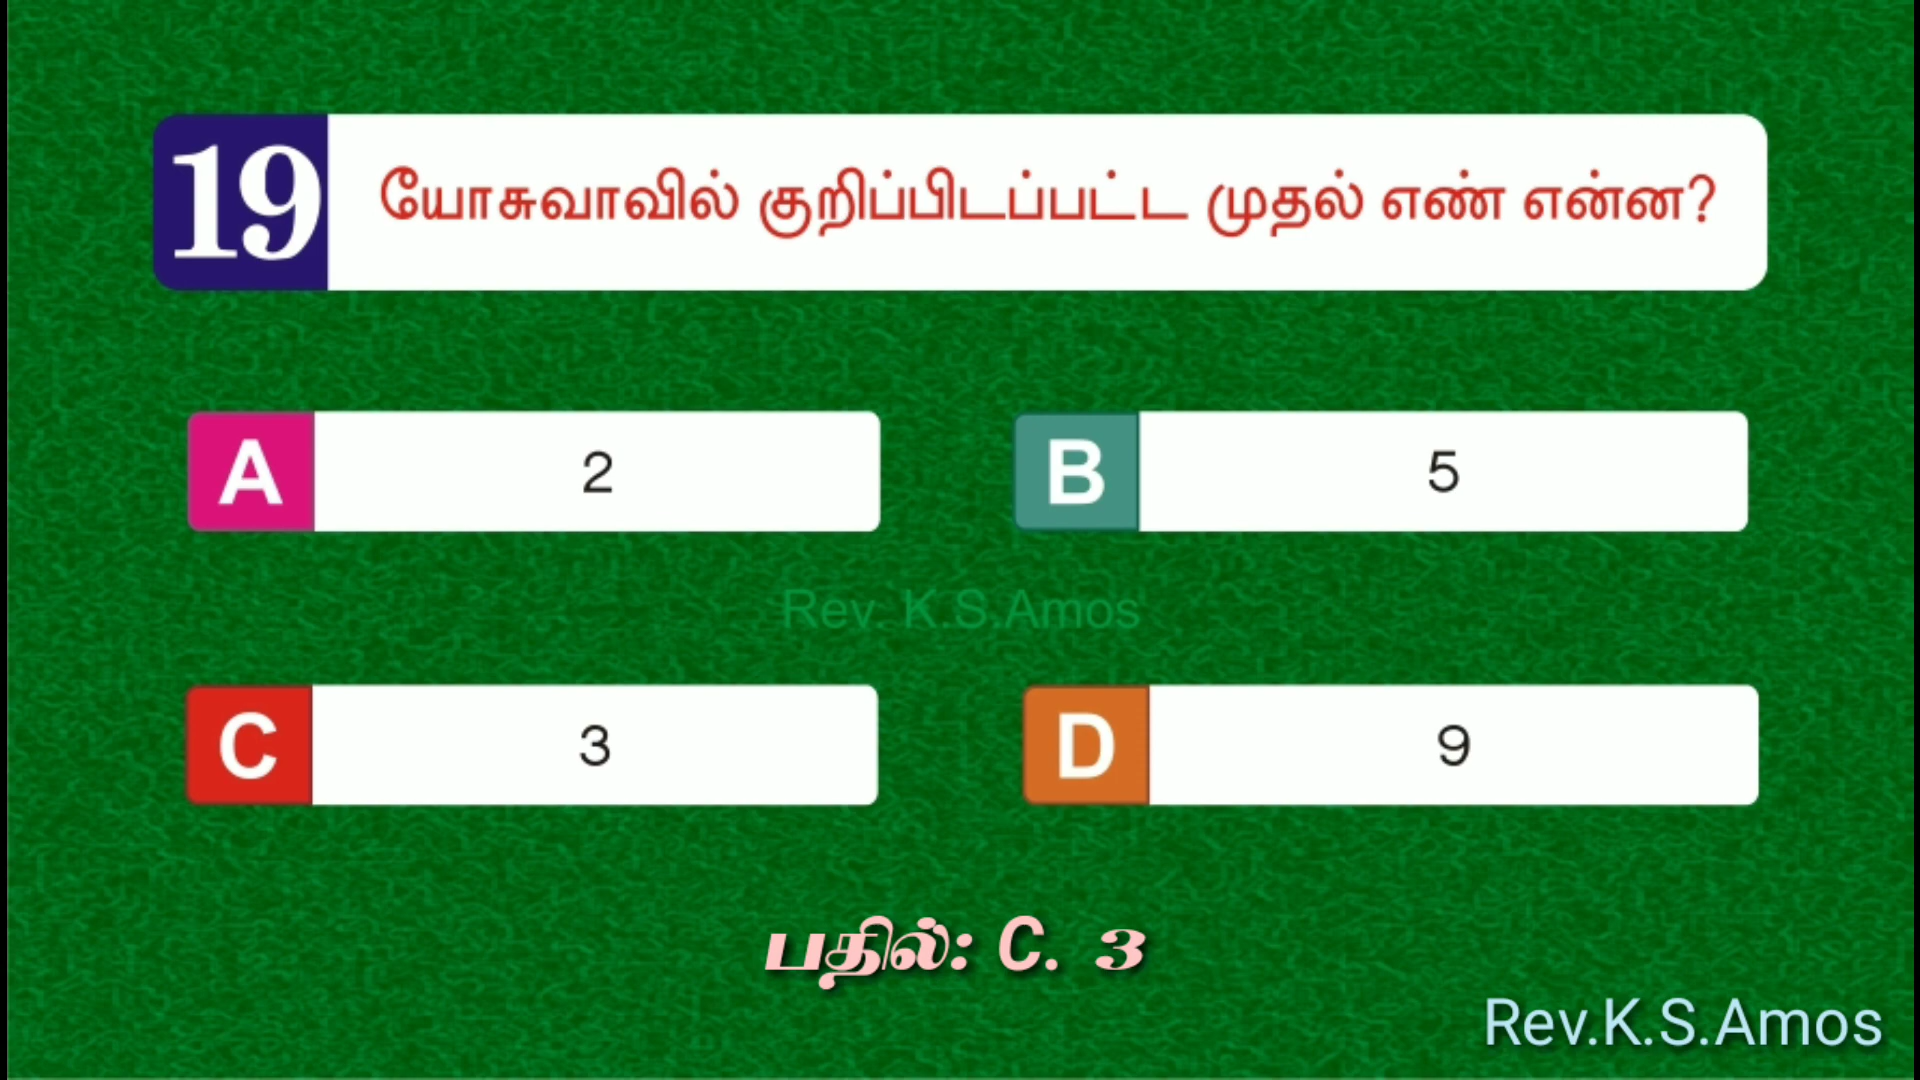 19
யோசுவாவில் குறிப்பிடப்பட்ட முதல் எண் என்ன?
A 2
B 5
Rev. K.S.Amos
C 3
D 9
பதில்: C. 3
Rev.K.S.Amos